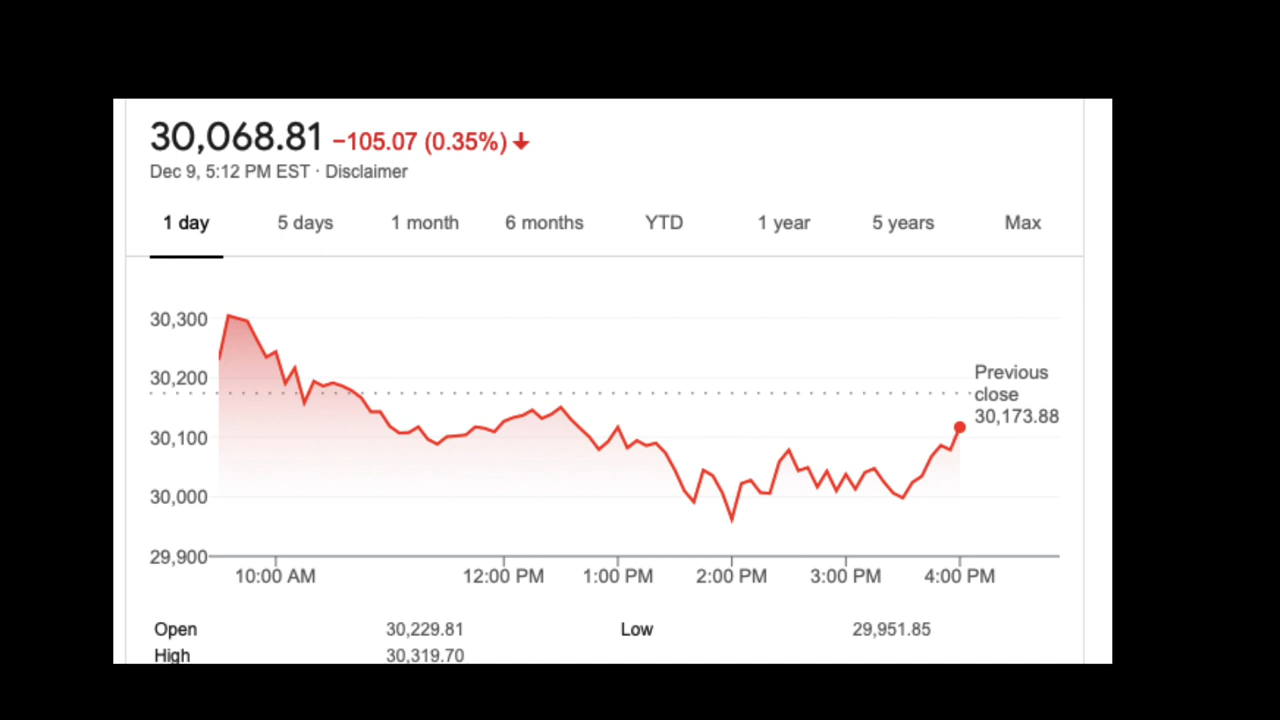 30,068.81 −105.07 (0.35%)↓
Dec 9, 5:12 PM EST · Disclaimer
1 day 5 days 1 month 6 months YTD 1 year 5 years Max
30,300
30,200
30,100
30,000
29,900
Previous
close
30,173.88
10:00 AM 12:00 PM 1:00 PM 2:00 PM 3:00 PM 4:00 PM
Open 30,229.81 Low 29,951.85
High 30,319.70